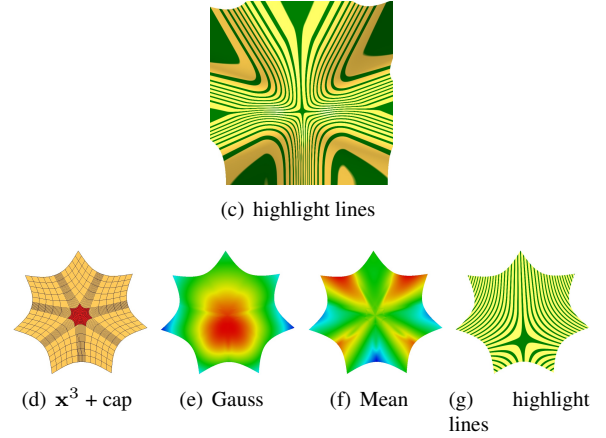 (c) highlight lines
(d) x³ + cap
(e) Gauss
(f) Mean
(g) highlight
lines